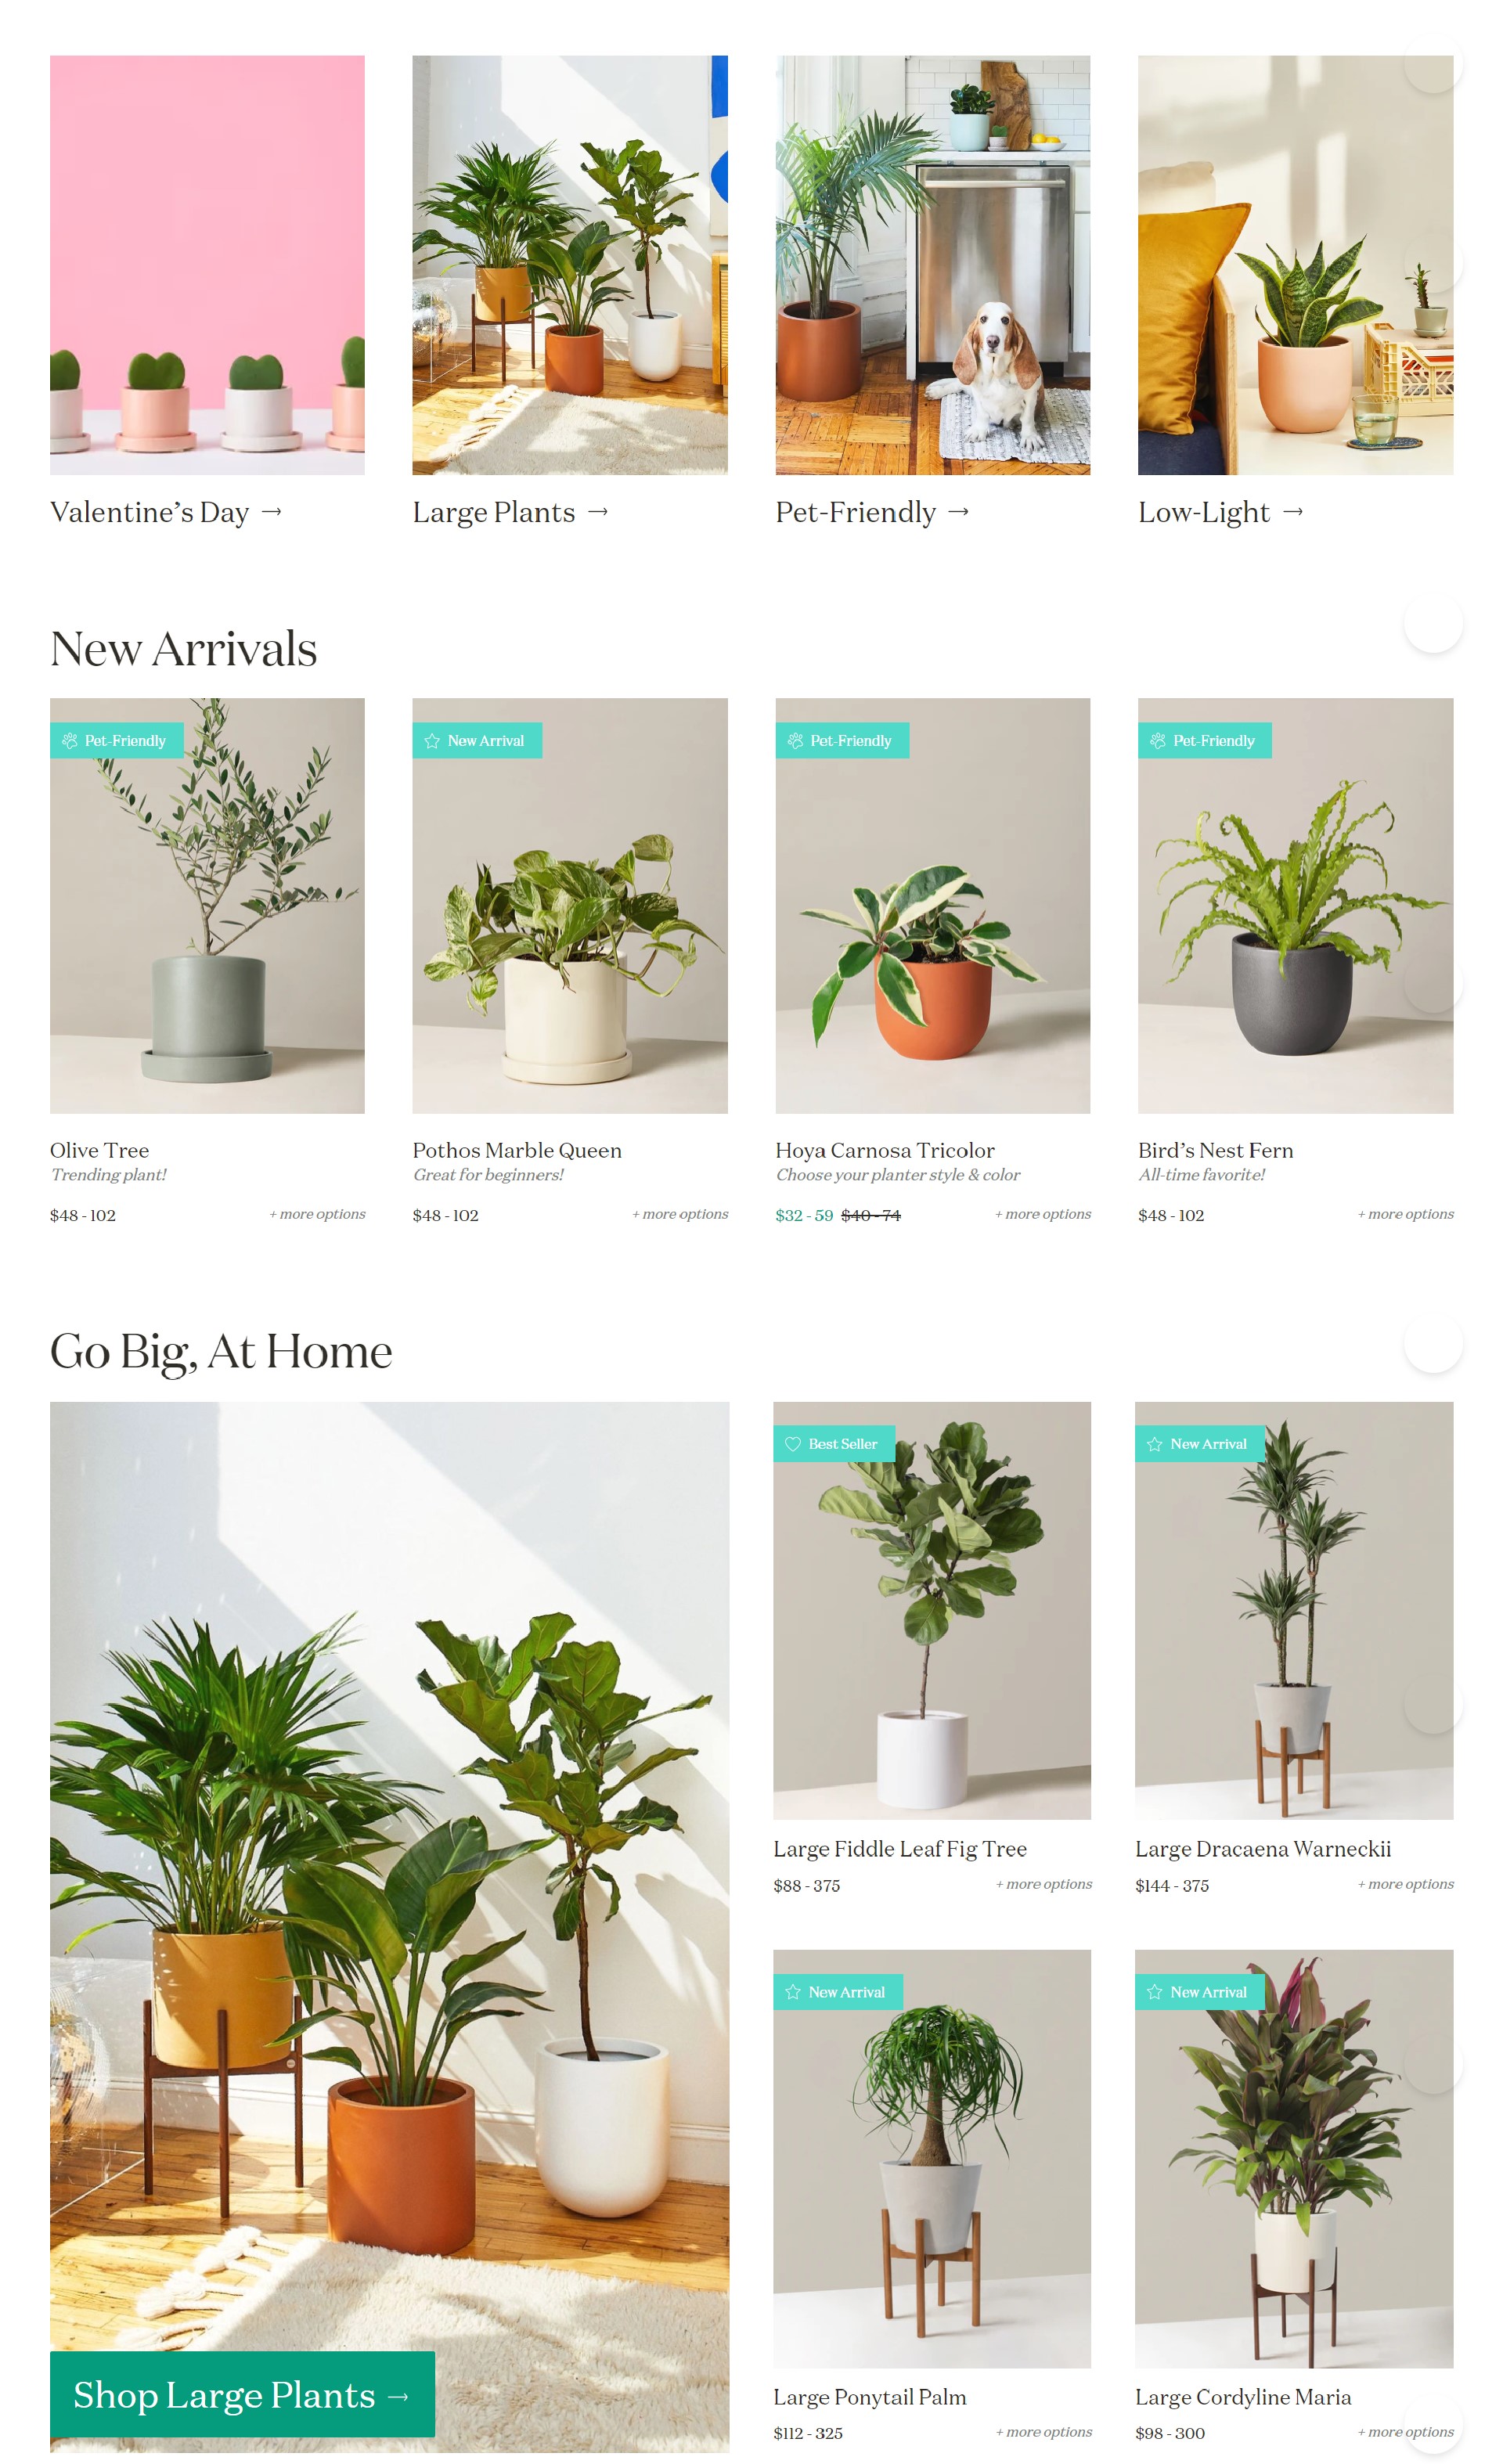 Valentine’s Day →
Large Plants →
Pet-Friendly →
Low-Light →
New Arrivals
Pet-Friendly
New Arrival
Pet-Friendly
Pet-Friendly
Olive Tree
Trending plant!
$48 - 102
+ more options
Pothos Marble Queen
Great for beginners!
$48 - 102
+ more options
Hoya Carnosa Tricolor
Choose your planter style & color
$32 - 59 $40 - 74
+ more options
Bird’s Nest Fern
All-time favorite!
$48 - 102
+ more options
Go Big, At Home
Shop Large Plants →
Best Seller
Large Fiddle Leaf Fig Tree
$88 - 375
+ more options
New Arrival
Large Dracaena Warneckii
$144 - 375
+ more options
New Arrival
Large Ponytail Palm
$112 - 325
+ more options
New Arrival
Large Cordyline Maria
$98 - 300
+ more options